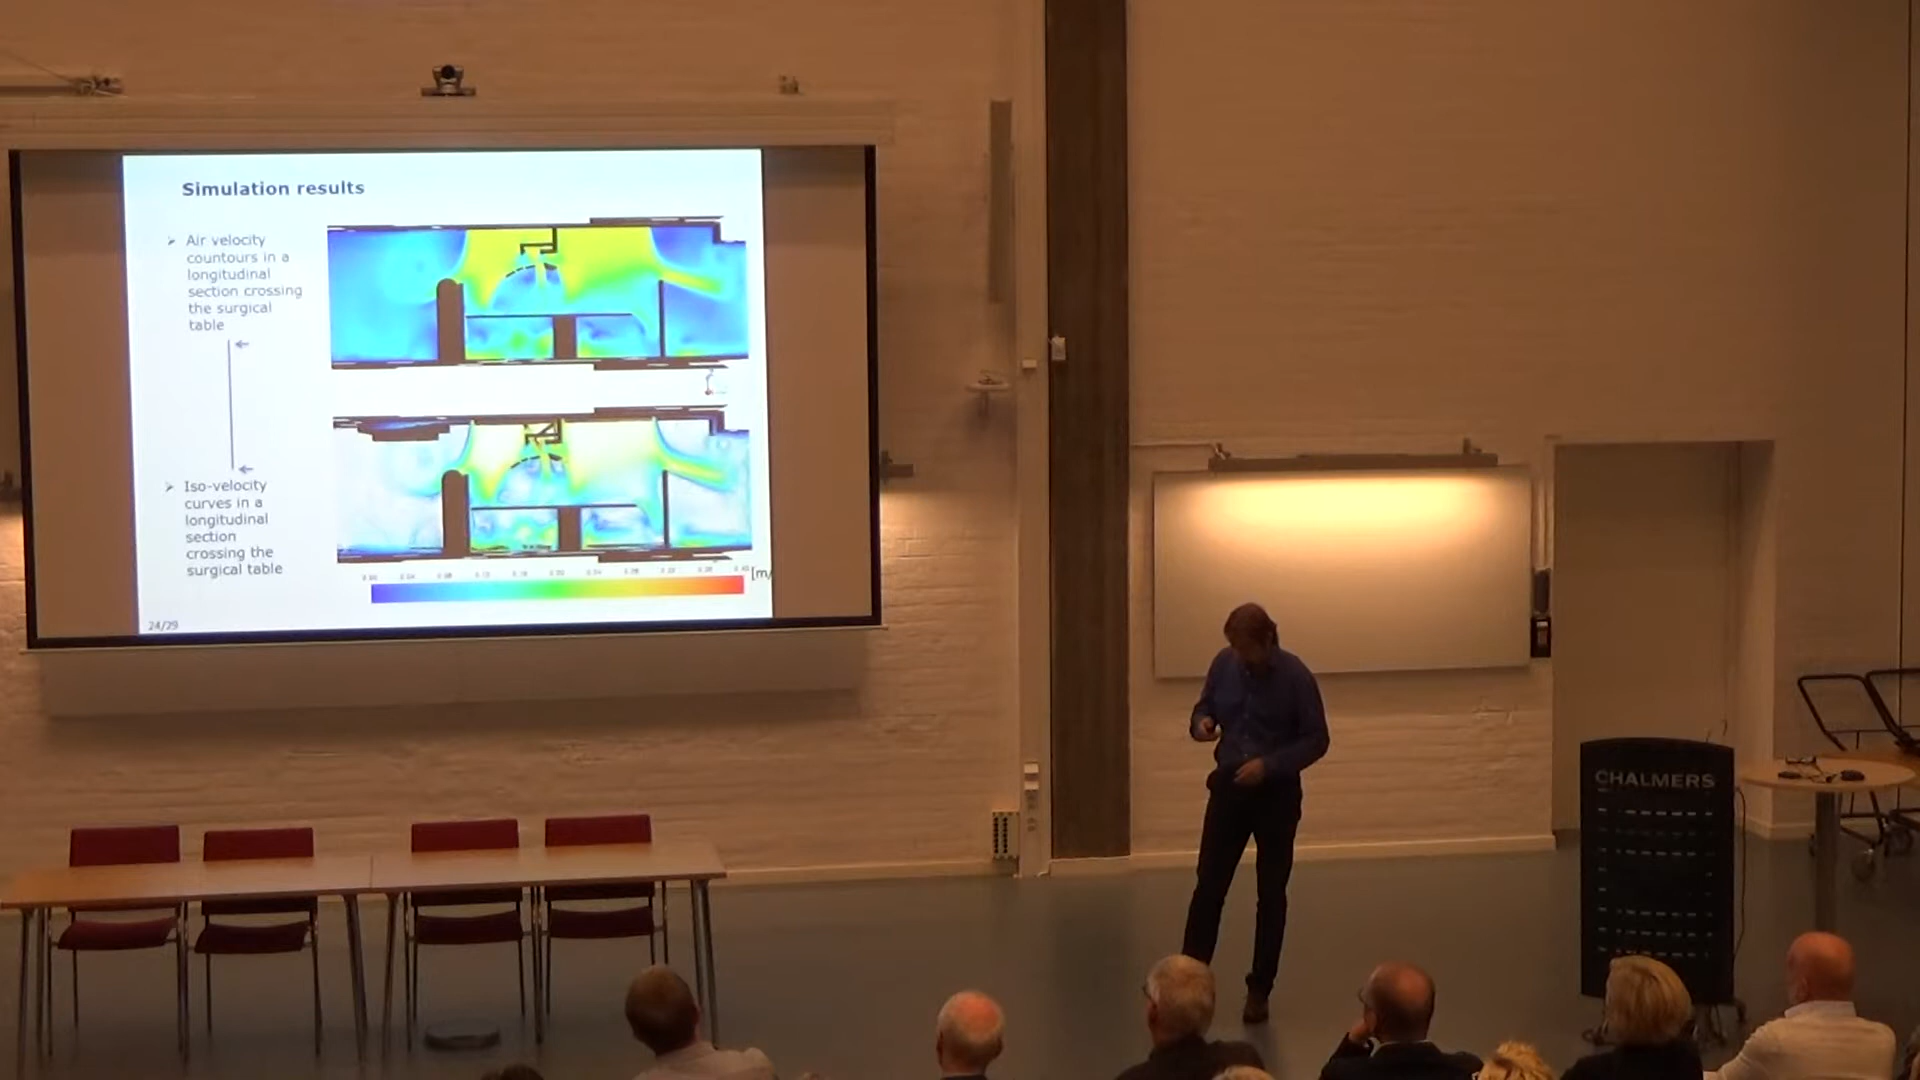 Simulation results
Air velocity
countours in a
longitudinal
section crossing
the surgical
table
Iso-velocity
curves in a
longitudinal
section
crossing the
surgical table
[m/
24/29
CHALMERS